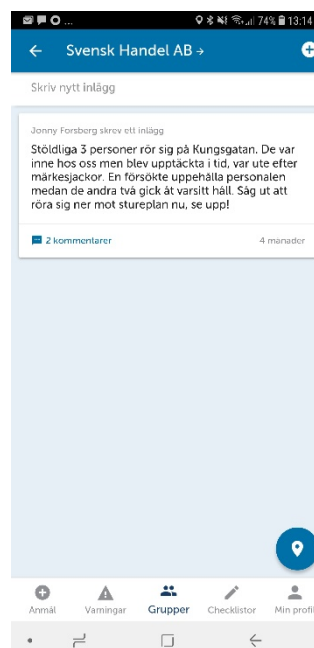 ... 74% 13:14
Svensk Handel AB →
Skriv nytt inlägg
Jonny Forsberg skrev ett inlägg
Stöldliga 3 personer rör sig på Kungsgatan. De var
inne hos oss men blev upptäckta i tid, var ute efter
märkesjackor. En försökte uppehålla personalen
medan de andra två gick åt varsitt håll. Såg ut att
röra sig ner mot stureplan nu, se upp!
2 kommentarer 4 månader
Anmäl Varningar Grupper Checklistor Min profil